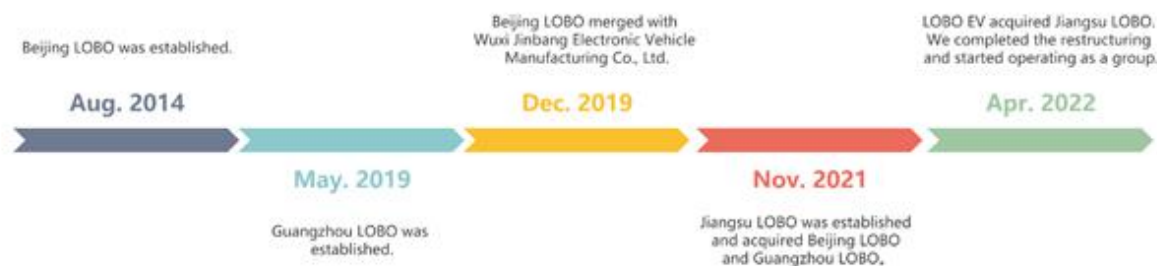 Beijing LOBO was established.
Aug. 2014
May. 2019
Guangzhou LOBO was
established.
Beijing LOBO merged with
Wuxi Jinbang Electronic Vehicle
Manufacturing Co., Ltd.
Dec. 2019
Nov. 2021
Jiangsu LOBO was established
and acquired Beijing LOBO
and Guangzhou LOBO。
LOBO EV acquired Jiangsu LOBO.
We completed the restructuring
and started operating as a group.
Apr. 2022